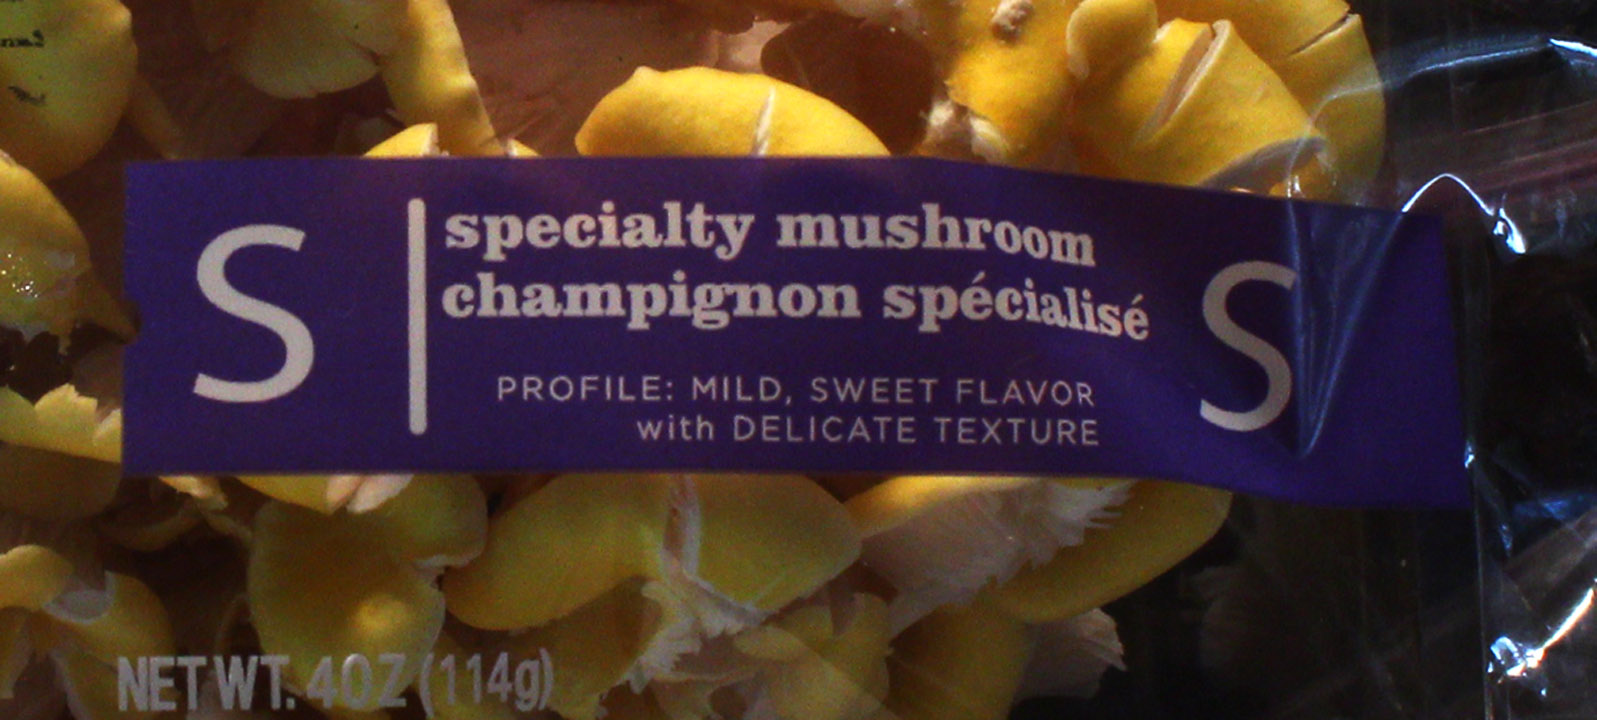 S
specialty mushroom
champignon spécialisé
PROFILE: MILD, SWEET FLAVOR
with DELICATE TEXTURE
S
NET WT. 4OZ (114g)